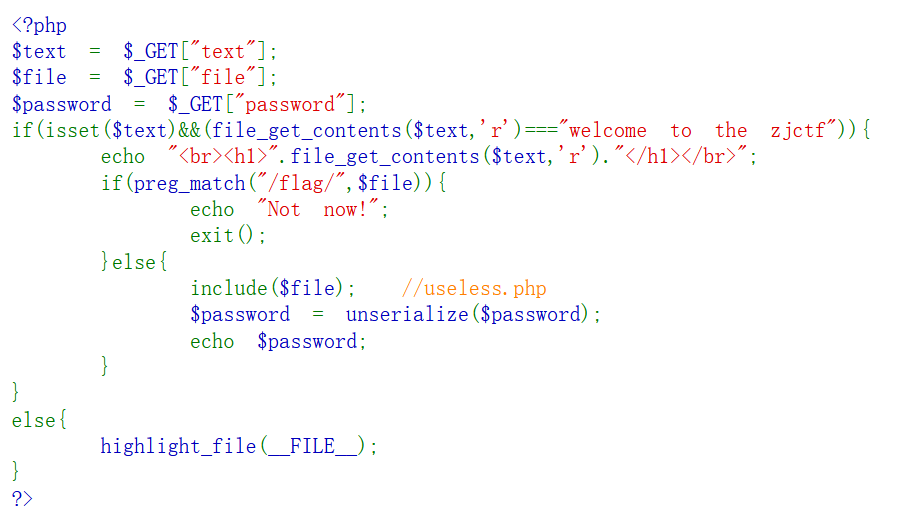 <?php
$text = $_GET["text"];
$file = $_GET["file"];
$password = $_GET["password"];
if(isset($text)&&(file_get_contents($text,'r')==="welcome to the zjctf")){
echo "<br><h1>".file_get_contents($text,'r')."</h1></br>";
if(preg_match("/flag/",$file)){
echo "Not now!";
exit();
}else{
include($file); //useless.php
$password = unserialize($password);
echo $password;
}
}
else{
highlight_file(__FILE__);
}
?>